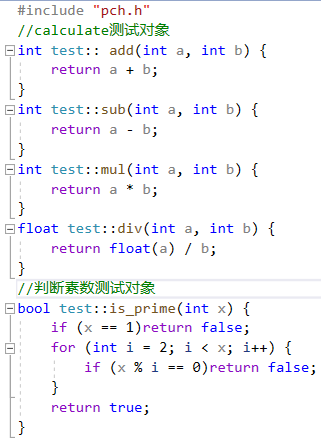 #include "pch.h"
//calculate测试对象
int test:: add(int a, int b) {
    return a + b;
}
int test::sub(int a, int b) {
    return a - b;
}
int test::mul(int a, int b) {
    return a * b;
}
float test::div(int a, int b) {
    return float(a) / b;
}
//判断素数测试对象
bool test::is_prime(int x) {
    if (x == 1)return false;
    for (int i = 2; i < x; i++) {
        if (x % i == 0)return false;
    }
    return true;
}